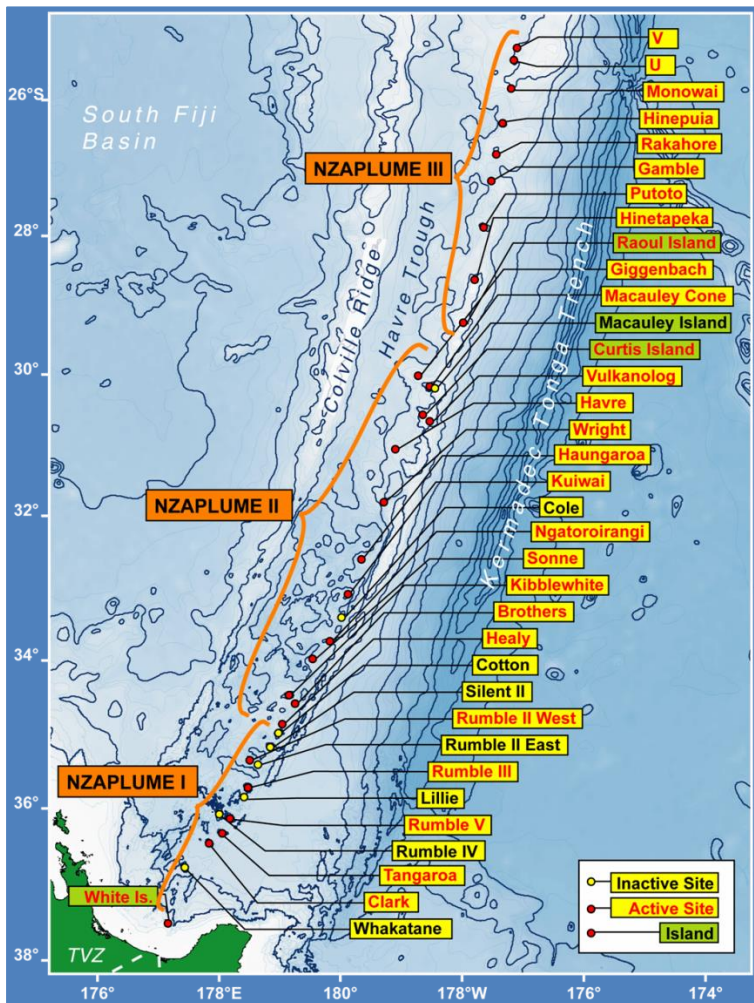 V
U
26°S
Monowai
South Fiji
Basin
Hinepuia
Rakahore
NZAPLUME III
Gamble
Putoto
Hinetapeka
28°
Raoul Island
Giggenbach
Macauley Cone
Colville Ridge
Havre Trough
Kermadec Tonga Trench
Macauley Island
Curtis Island
30°
Vulkanolog
Havre
Wright
Haungaroa
Kuiwai
NZAPLUME II
32°
Cole
Ngatoroirangi
Sonne
Kibblewhite
Brothers
Healy
34°
Cotton
Silent II
Rumble II West
Rumble II East
NZAPLUME I
Rumble III
Lillie
36°
Rumble V
Rumble IV
Tangaroa
White Is.
Clark
Whakatane
Inactive Site
Active Site
Island
TVZ
38°
176°
178°E
180°
178°W
176°
174°